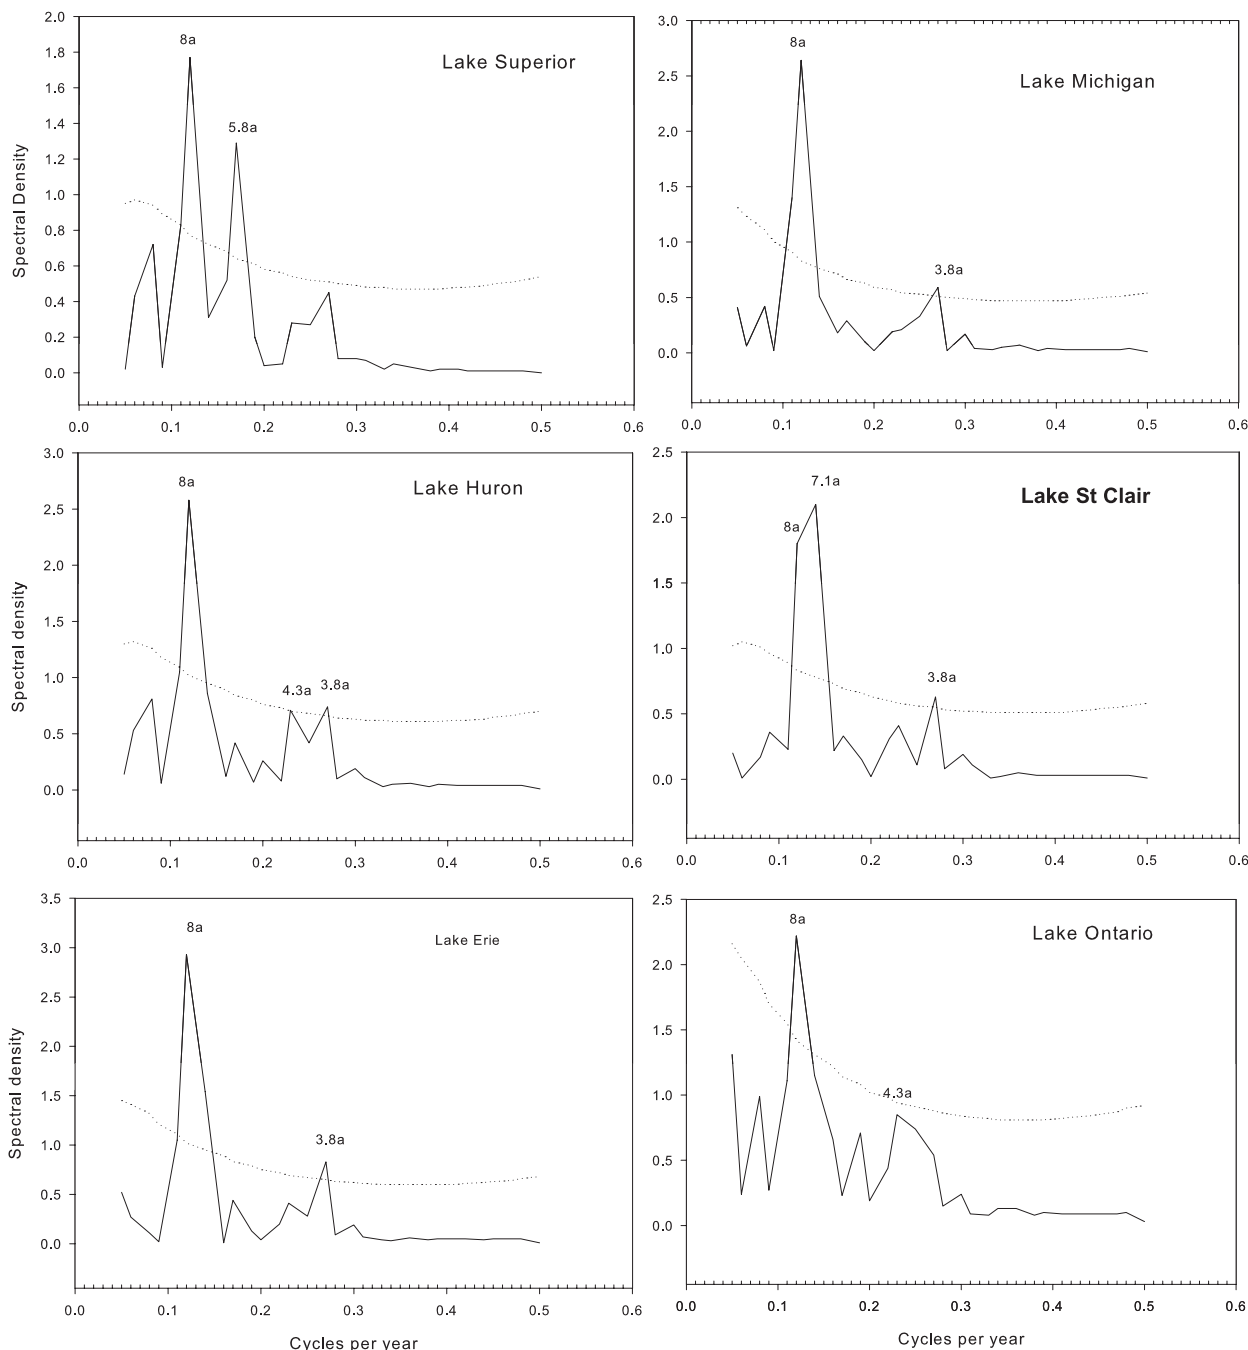 2.0
1.8
1.6
1.4
1.2
1.0
0.8
0.6
0.4
0.2
0.0
Spectral Density
8a
5.8a
Lake Superior
0.0 0.1 0.2 0.3 0.4 0.5 0.6
3.0
2.5
2.0
1.5
1.0
0.5
0.0
8a
3.8a
Lake Michigan
0.0 0.1 0.2 0.3 0.4 0.5 0.6
3.0
2.5
2.0
1.5
1.0
0.5
0.0
Spectral density
8a
4.3a
3.8a
Lake Huron
0.0 0.1 0.2 0.3 0.4 0.5 0.6
2.5
2.0
1.5
1.0
0.5
0.0
7.1a
8a
3.8a
Lake St Clair
0.0 0.1 0.2 0.3 0.4 0.5 0.6
3.5
3.0
2.5
2.0
1.5
1.0
0.5
0.0
Spectral density
8a
3.8a
Lake Erie
0.0 0.1 0.2 0.3 0.4 0.5 0.6
Cycles per year
2.5
2.0
1.5
1.0
0.5
0.0
8a
4.3a
Lake Ontario
0.0 0.1 0.2 0.3 0.4 0.5 0.6
Cycles per year